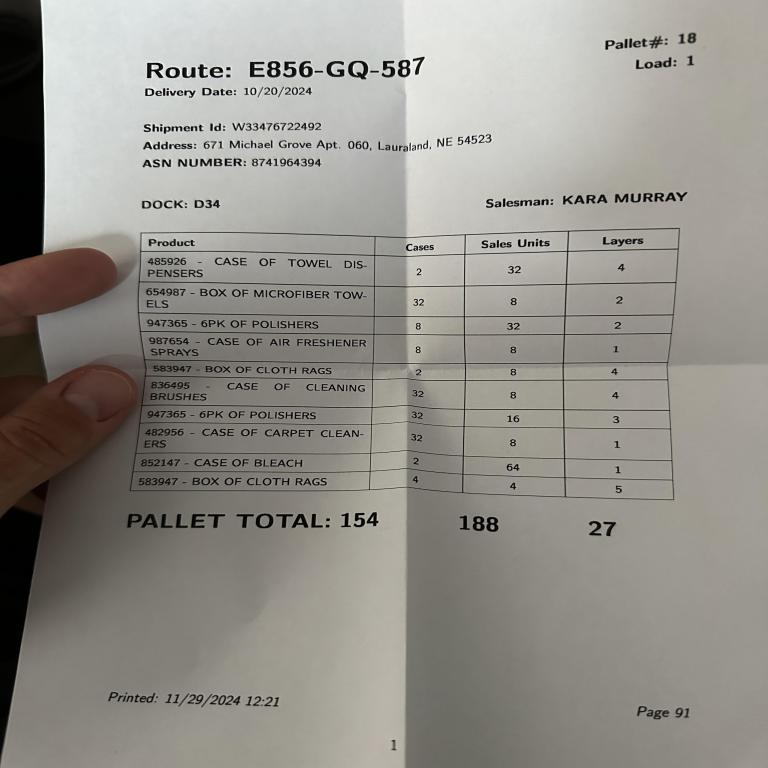 Pallet#: 18
Route: E856-GQ-587
Load: 1
Delivery Date: 10/20/2024
Shipment Id: W33476722492
Address: 671 Michael Grove Apt. 060, Lauraland, NE 54523
ASN NUMBER: 8741964394
DOCK: D34
Salesman: KARA MURRAY
Product Cases Sales Units Layers
485926 - CASE OF TOWEL DIS-
PENSERS 2 32 4
654987 - BOX OF MICROFIBER TOW-
ELS 32 8 2
947365 - 6PK OF POLISHERS 8 32 2
987654 - CASE OF AIR FRESHENER
SPRAYS 8 8 1
583947 - BOX OF CLOTH RAGS 2 8 4
836495 - CASE OF CLEANING
BRUSHES 32 8 4
947365 - 6PK OF POLISHERS 32 16 3
482956 - CASE OF CARPET CLEAN-
ERS 32 8 1
852147 - CASE OF BLEACH 2 64 1
583947 - BOX OF CLOTH RAGS 4 4 5
PALLET TOTAL: 154 188 27
Printed: 11/29/2024 12:21
Page 91
1